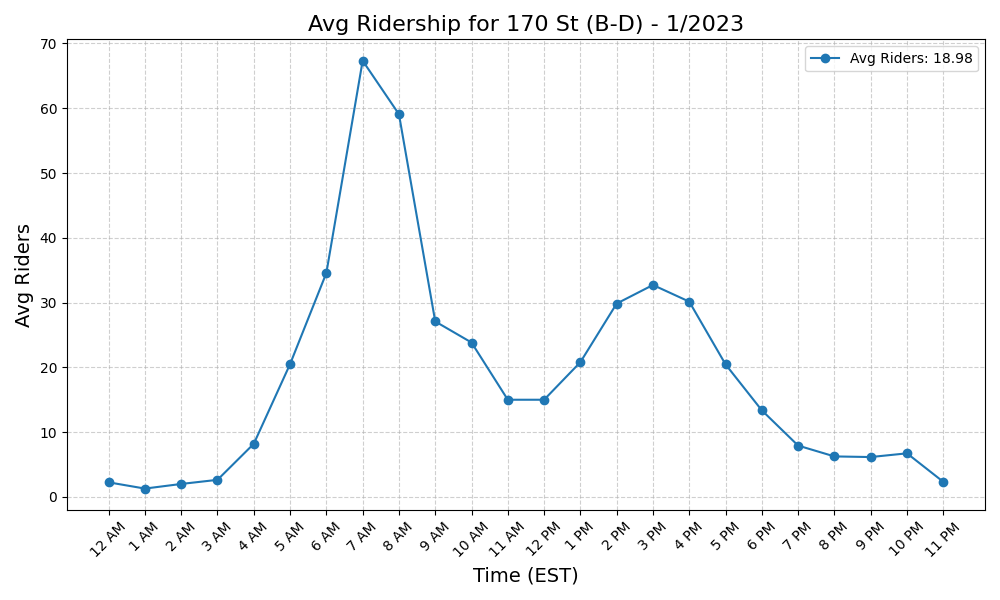 Avg Ridership for 170 St (B-D) - 1/2023
Avg Riders: 18.98
Avg Riders
70
60
50
40
30
20
10
0
12 AM
1 AM
2 AM
3 AM
4 AM
5 AM
6 AM
7 AM
8 AM
9 AM
10 AM
11 AM
12 PM
1 PM
2 PM
3 PM
4 PM
5 PM
6 PM
7 PM
8 PM
9 PM
10 PM
11 PM
Time (EST)